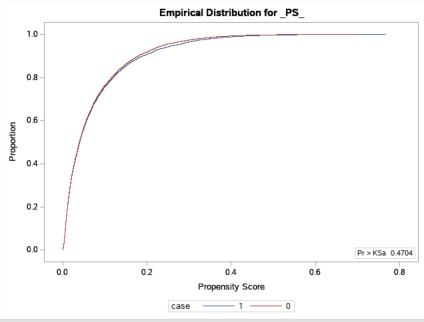 Empirical Distribution for _PS_
1.0
0.8
0.6
0.4
0.2
0.0
Proportion
Pr > KSa 0.4704
0.0 0.2 0.4 0.6 0.8
Propensity Score
case 1 0